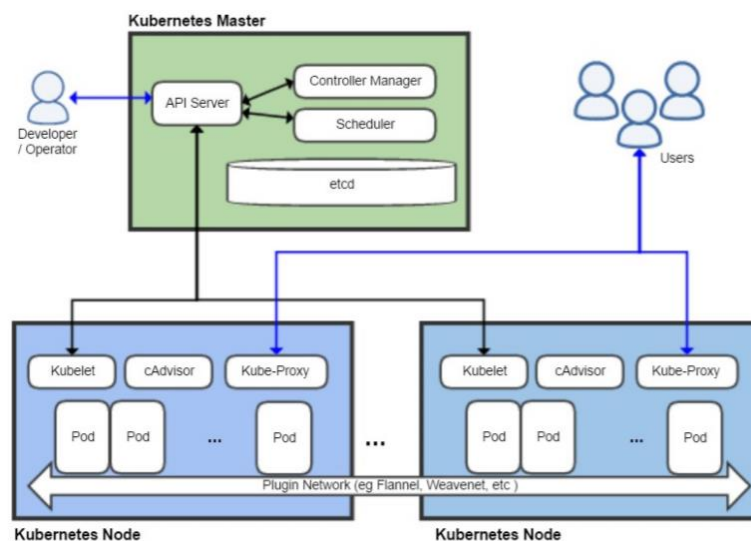 Kubernetes Master
API Server
Controller Manager
Scheduler
etcd
Developer
/ Operator
Users
Kubelet
cAdvisor
Kube-Proxy
Pod
Pod
...
Pod
Kubernetes Node
...
Kubelet
cAdvisor
Kube-Proxy
Pod
Pod
...
Pod
Plugin Network (eg Flannel, Weavenet, etc )
Kubernetes Node